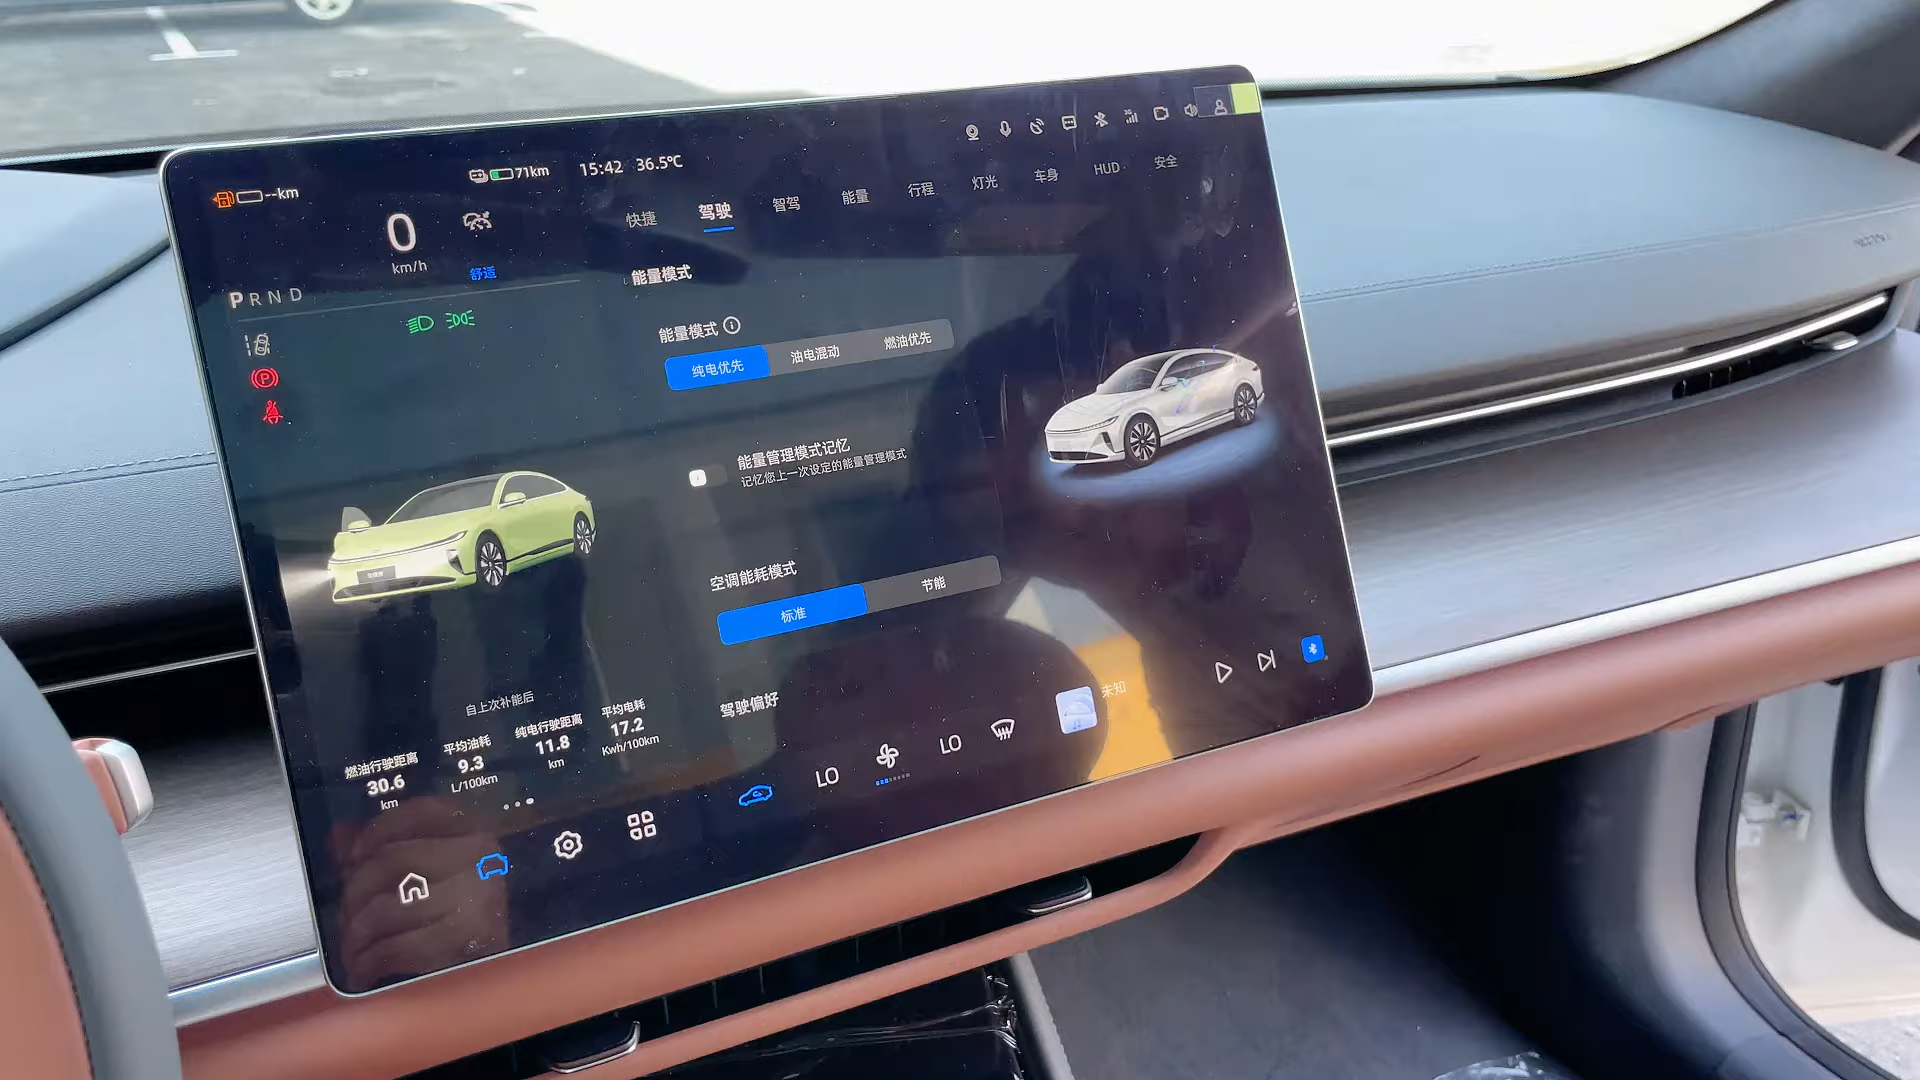 --km
71km
15:42 36.5℃
0
km/h
舒适
P R N D
快捷 驾驶 智驾 能量 行程 灯光 车身 HUD 安全
能量模式
能量模式
纯电优先 油电混动 燃油优先
能量管理模式记忆
记忆您上一次设定的能量管理模式
空调能耗模式
标准 节能
驾驶偏好
自上次补能后
燃油行驶距离 平均油耗 纯电行驶距离 平均电耗
30.6 9.3 11.8 17.2
km L/100km km Kwh/100km
LO LO
未知